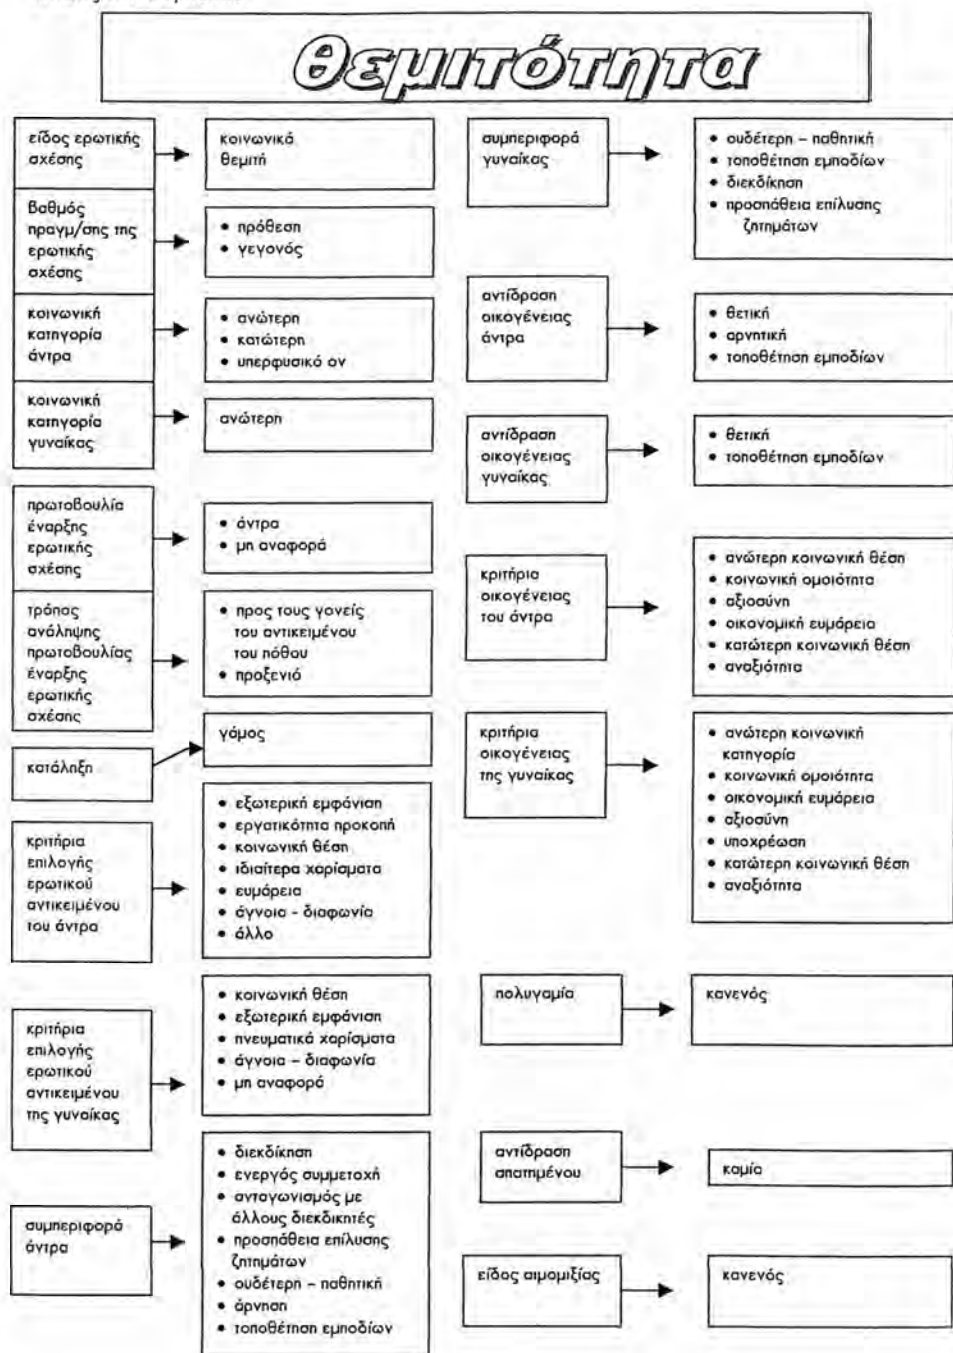 θεμιτότητα
είδος ερωτικής
σχέσης
κοινωνικά
θεμιτή
βαθμός
πραγμ/σης της
ερωτικής
σχέσης
• πρόθεση
• γεγονός
κοινωνική
κατηγορία
άντρα
• ανώτερη
• κατώτερη
• υπερφυσικό ον
κοινωνική
κατηγορία
γυναίκας
ανώτερη
πρωτοβουλία
έναρξης
ερωτικής
σχέσης
• άντρα
• μη αναφορά
τρόπος
ανάληψης
πρωτοβουλίας
έναρξης
ερωτικής
σχέσης
• προς τους γονείς
του αντικειμένου
του πόθου
• προξενιό
κατάληξη
γάμος
κριτήρια
επιλογής
ερωτικού
αντικειμένου
του άντρα
• εξωτερική εμφάνιση
• εργατικότητα προκοπή
• κοινωνική θέση
• ιδιαίτερα χαρίσματα
• ευμάρεια
• άγνοια - διαφωνία
• άλλο
κριτήρια
επιλογής
ερωτικού
αντικειμένου
της γυναίκας
• κοινωνική θέση
• εξωτερική εμφάνιση
• πνευματικά χαρίσματα
• άγνοια – διαφωνία
• μη αναφορά
συμπεριφορά
άντρα
• διεκδίκηση
• ενεργός συμμετοχή
• ανταγωνισμός με
άλλους διεκδικητές
• προσπάθεια επίλυσης
ζητημάτων
• ουδέτερη – παθητική
• άρνηση
• τοποθέτηση εμποδίων
συμπεριφορά
γυναίκας
• ουδέτερη – παθητική
• τοποθέτηση εμποδίων
• διεκδίκηση
• προσπάθεια επίλυσης
ζητημάτων
αντίδραση
οικογένειας
άντρα
• θετική
• αρνητική
• τοποθέτηση εμποδίων
αντίδραση
οικογένειας
γυναίκας
• θετική
• τοποθέτηση εμποδίων
κριτήρια
οικογένειας
του άντρα
• ανώτερη κοινωνική θέση
• κοινωνική ομοιότητα
• αξιοσύνη
• οικονομική ευμάρεια
• κατώτερη κοινωνική θέση
• αναξιότητα
κριτήρια
οικογένειας
της γυναίκας
• ανώτερη κοινωνική
κατηγορία
• κοινωνική ομοιότητα
• οικονομική ευμάρεια
• αξιοσύνη
• υποχρέωση
• κατώτερη κοινωνική θέση
• αναξιότητα
πολυγαμία
κανενός
αντίδραση
απατημένου
καμία
είδος αιμομιξίας
κανενός